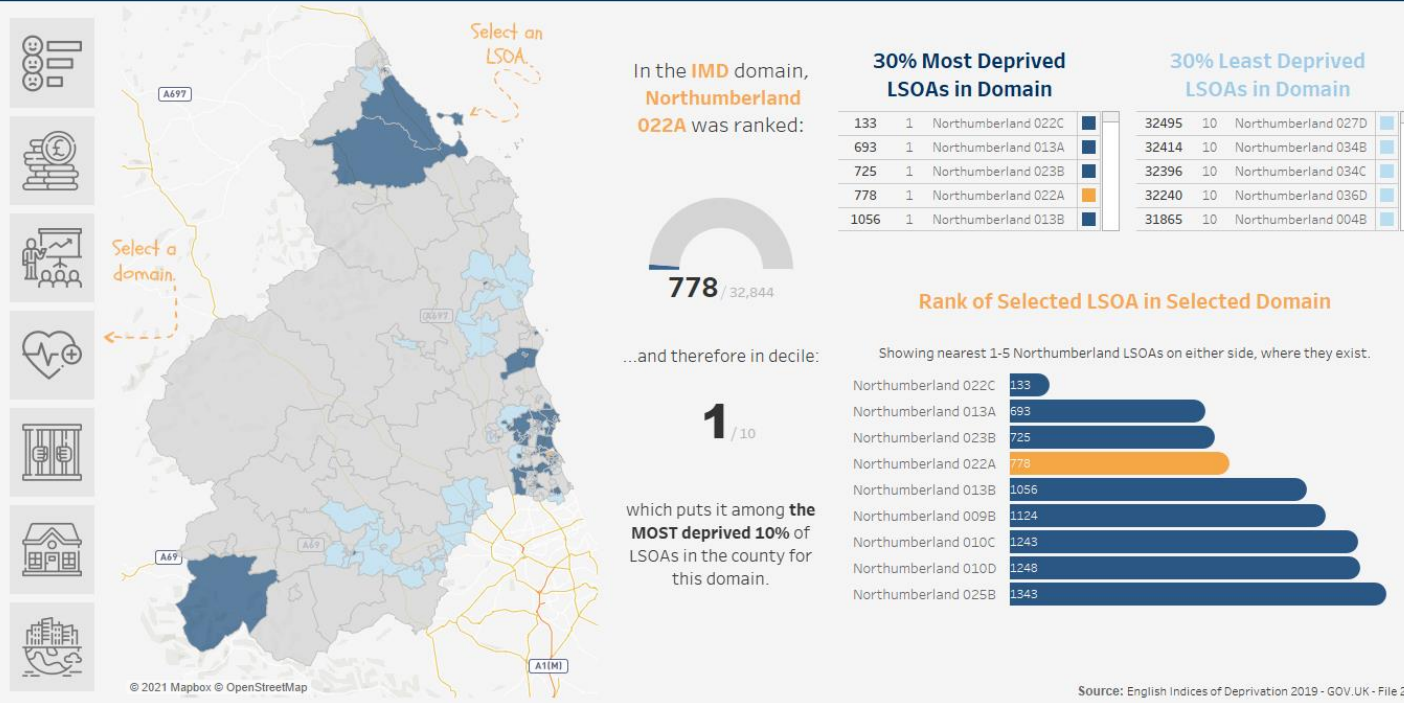 Select an
LSOA.
A697
Select a
domain.
A697
A69
A69
A1(M)
© 2021 Mapbox © OpenStreetMap
In the IMD domain,
Northumberland
022A was ranked:
778 / 32,844
...and therefore in decile:
1 / 10
which puts it among the
MOST deprived 10% of
LSOAs in the county for
this domain.
30% Most Deprived
LSOAs in Domain
133 1 Northumberland 022C
693 1 Northumberland 013A
725 1 Northumberland 023B
778 1 Northumberland 022A
1056 1 Northumberland 013B
30% Least Deprived
LSOAs in Domain
32495 10 Northumberland 027D
32414 10 Northumberland 034B
32396 10 Northumberland 034C
32240 10 Northumberland 036D
31865 10 Northumberland 004B
Rank of Selected LSOA in Selected Domain
Showing nearest 1-5 Northumberland LSOAs on either side, where they exist.
Northumberland 022C 133
Northumberland 013A 693
Northumberland 023B 725
Northumberland 022A 778
Northumberland 013B 1056
Northumberland 009B 1124
Northumberland 010C 1243
Northumberland 010D 1248
Northumberland 025B 1343
Source: English Indices of Deprivation 2019 - GOV.UK - File 2